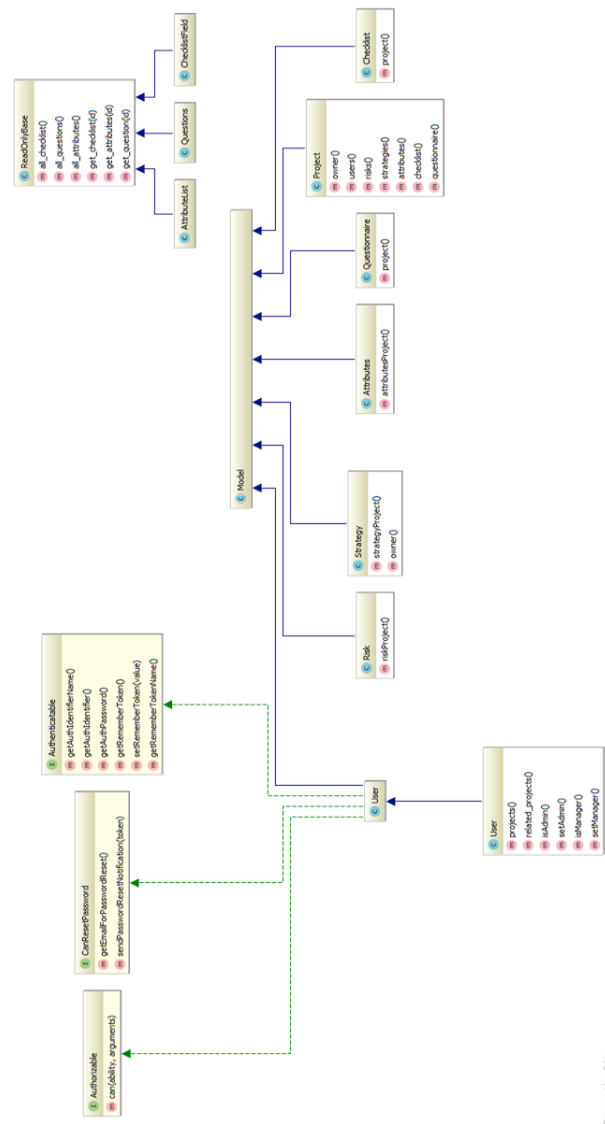 Authorizable
can(ability, arguments)
CanResetPassword
getEmailForPasswordReset()
sendPasswordResetNotification(token)
Authenticatable
getAuthIdentifierName()
getAuthIdentifier()
getAuthPassword()
getRememberToken()
setRememberToken(value)
getRememberTokenName()
ReadOnlyBase
all_checklist()
all_questions()
all_attributes()
get_checklist(id)
get_attributes(id)
get_question(id)
AttributeList
Questions
ChecklistField
Model
User
Risk
riskProject()
Strategy
strategyProject()
owner()
Attributes
attributesProject()
Questionnaire
project()
Project
owner()
users()
risks()
strategies()
attributes()
checklist()
questionnaire()
Checklist
project()
User
projects()
related_projects()
isAdmin()
setAdmin()
isManager()
setManager()